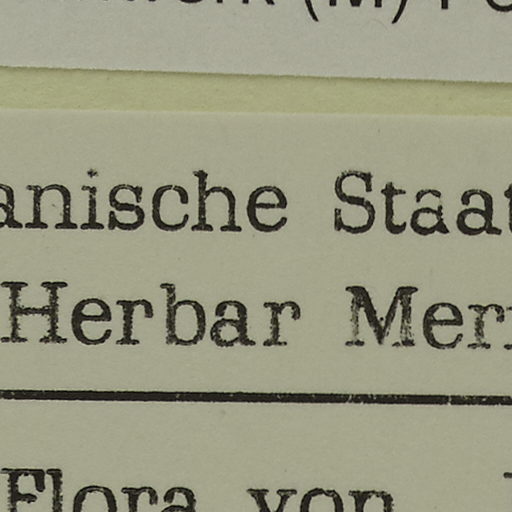 (M)
anische Staat
Herbar Mer
Flora von